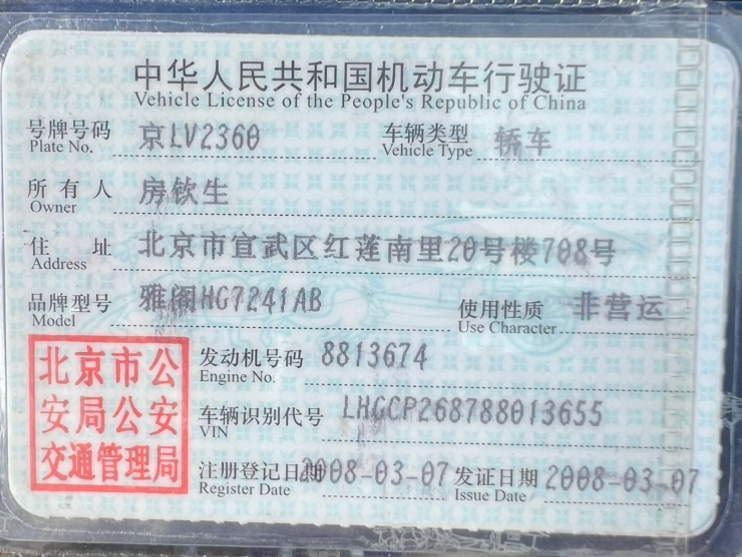 中华人民共和国机动车行驶证
Vehicle License of the People's Republic of China
号牌号码 京LV2360 车辆类型 轿车
Plate No. Vehicle Type
所有人 房钦生
Owner
住址 北京市宣武区红莲南里20号楼708号
Address
品牌型号 雅阁HG7241AB 使用性质 非营运
Model Use Character
北京市公安局公安交通管理局
发动机号码 8813674
Engine No.
车辆识别代号 LHGCP268788013655
VIN
注册登记日期 2008-03-07 发证日期 2008-03-07
Register Date Issue Date